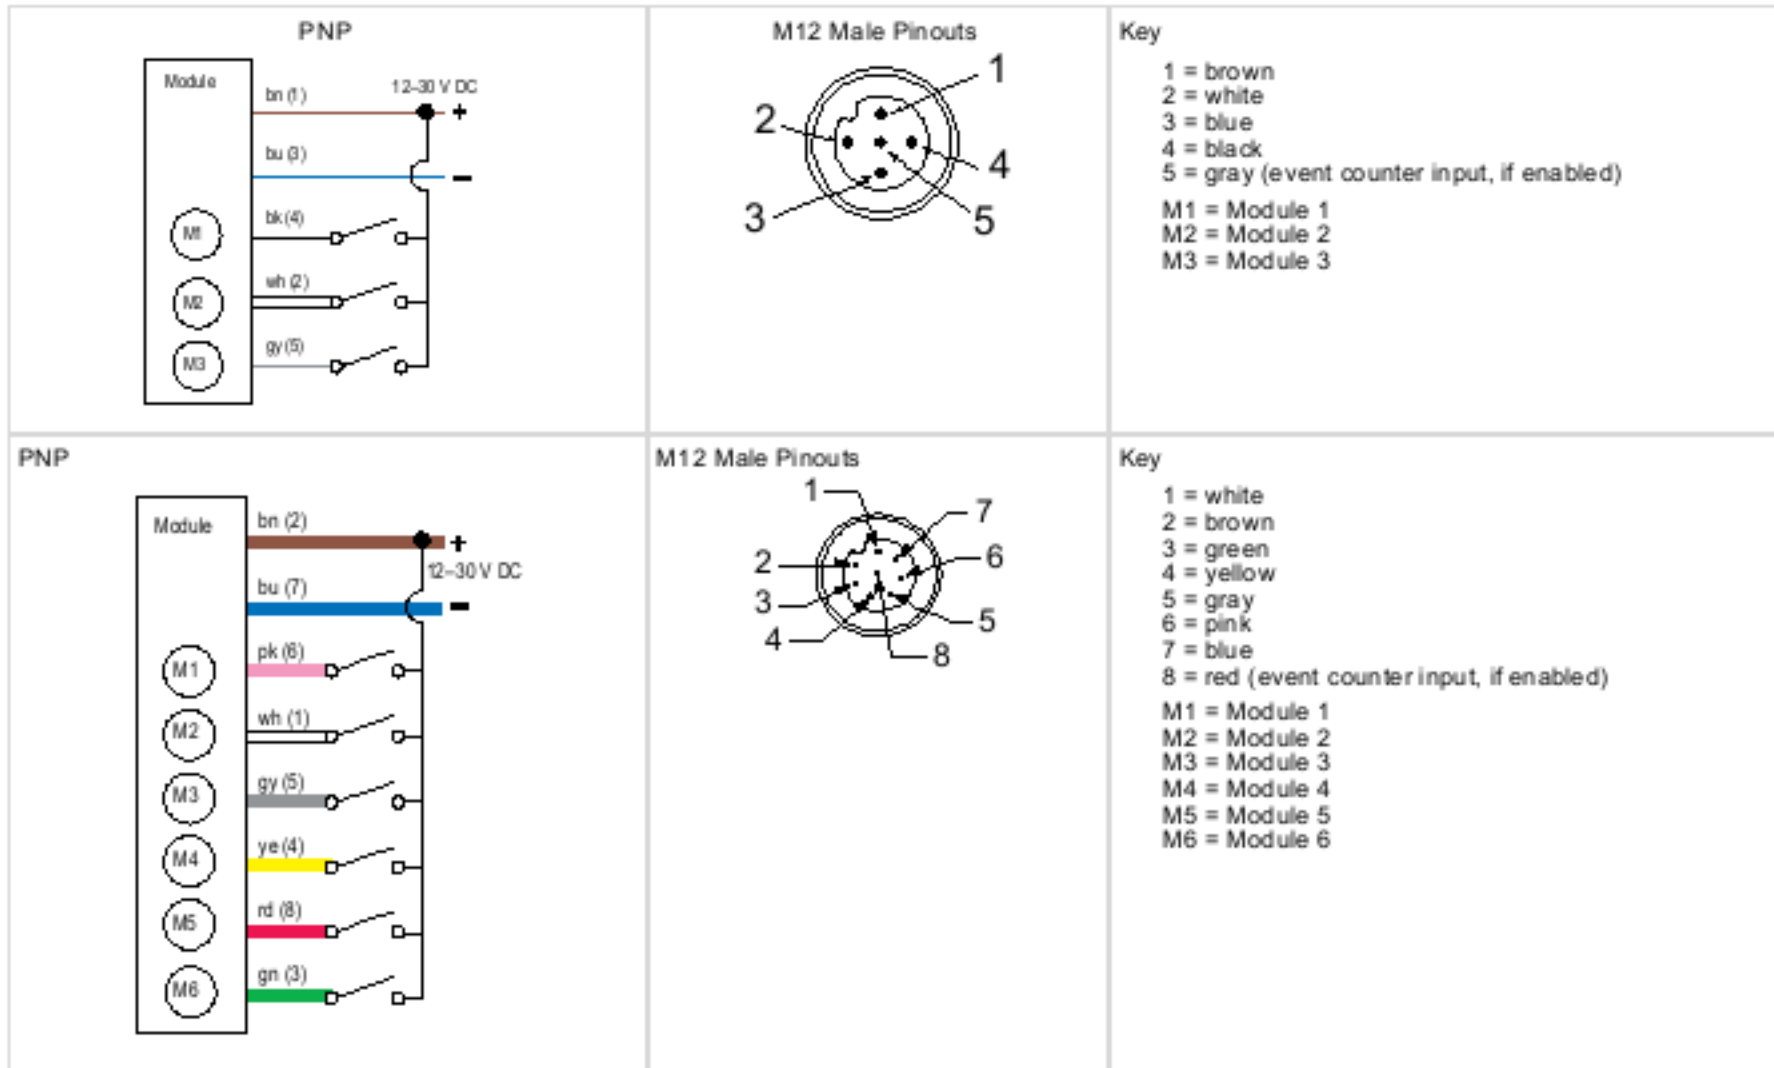 PNP
Module
bn (1)
12–30 V DC
+
bu (3)
–
M1
bk (4)
M2
wh (2)
M3
gy (5)
M12 Male Pinouts
1
2
4
3
5
Key
1 = brown
2 = white
3 = blue
4 = black
5 = gray (event counter input, if enabled)
M1 = Module 1
M2 = Module 2
M3 = Module 3
PNP
Module
bn (2)
+
12–30 V DC
bu (7)
–
M1
pk (6)
M2
wh (1)
M3
gy (5)
M4
ye (4)
M5
rd (8)
M6
gn (3)
M12 Male Pinouts
1
7
2
6
3
5
4
8
Key
1 = white
2 = brown
3 = green
4 = yellow
5 = gray
6 = pink
7 = blue
8 = red (event counter input, if enabled)
M1 = Module 1
M2 = Module 2
M3 = Module 3
M4 = Module 4
M5 = Module 5
M6 = Module 6